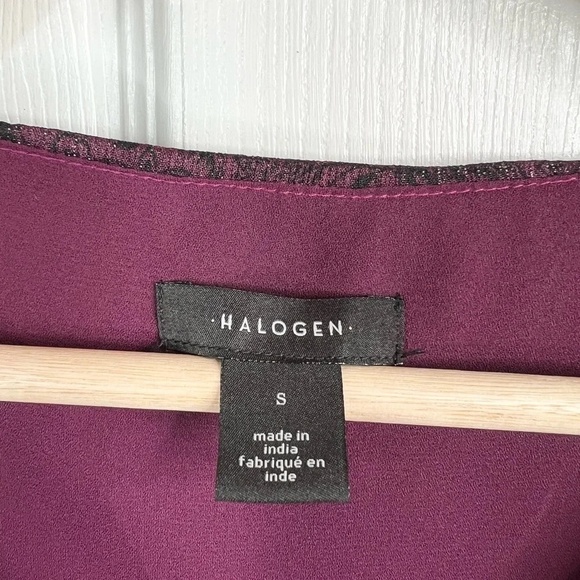 ·HALOGEN·
S
made in
india
fabriqué en
inde